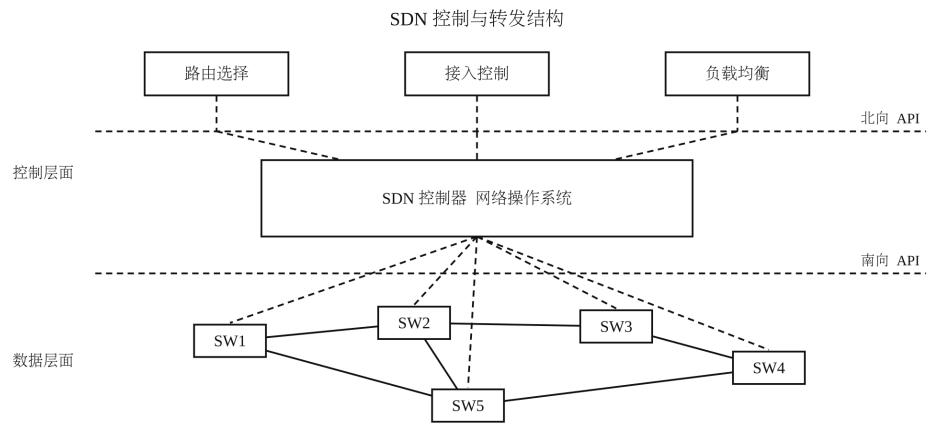 SDN 控制与转发结构
路由选择
接入控制
负载均衡
北向 API
控制层面
SDN 控制器 网络操作系统
南向 API
SW1
SW2
SW3
SW4
SW5
数据层面